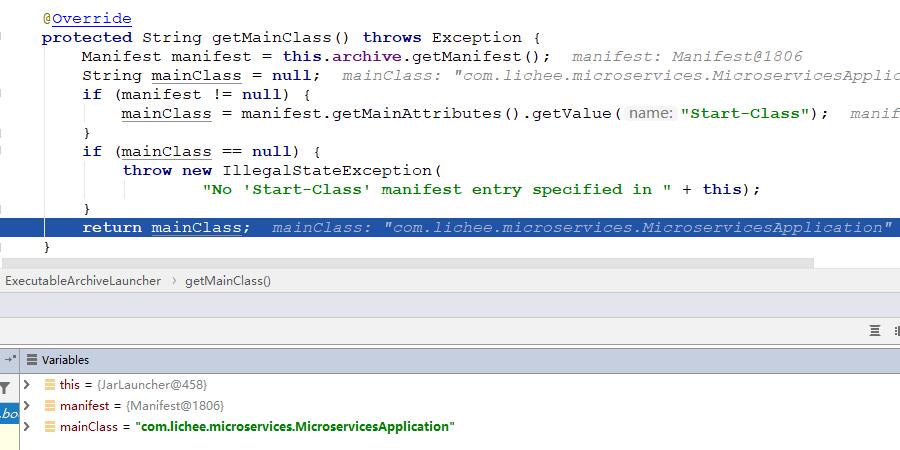 @Override
protected String getMainClass() throws Exception {
Manifest manifest = this.archive.getManifest(); manifest: Manifest@1806
String mainClass = null; mainClass: "com.lichee.microservices.MicroservicesApplic
if (manifest != null) {
mainClass = manifest.getMainAttributes().getValue( name: "Start-Class"); manif
}
if (mainClass == null) {
throw new IllegalStateException(
"No 'Start-Class' manifest entry specified in " + this);
}
return mainClass; mainClass: "com.lichee.microservices.MicroservicesApplication"
}
ExecutableArchiveLauncher › getMainClass()
Variables
this = {JarLauncher@458}
manifest = {Manifest@1806}
.bo
mainClass = "com.lichee.microservices.MicroservicesApplication"